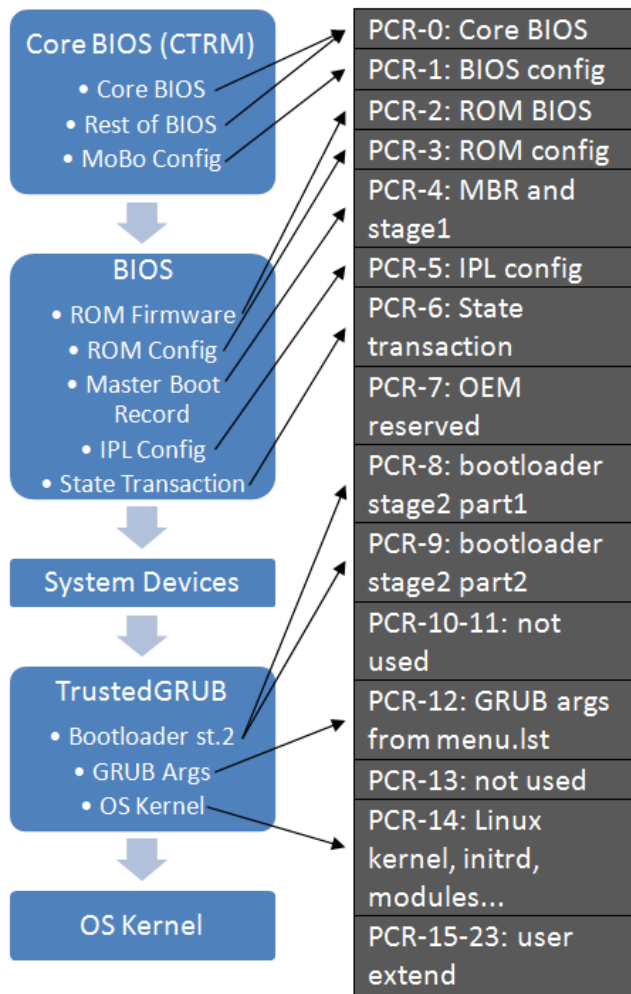 Core BIOS (CTRM)
• Core BIOS
• Rest of BIOS
• MoBo Config
BIOS
• ROM Firmware
• ROM Config
• Master Boot
Record
• IPL Config
• State Transaction
System Devices
TrustedGRUB
• Bootloader st.2
• GRUB Args
• OS Kernel
OS Kernel
PCR-0: Core BIOS
PCR-1: BIOS config
PCR-2: ROM BIOS
PCR-3: ROM config
PCR-4: MBR and
stage1
PCR-5: IPL config
PCR-6: State
transaction
PCR-7: OEM
reserved
PCR-8: bootloader
stage2 part1
PCR-9: bootloader
stage2 part2
PCR-10-11: not
used
PCR-12: GRUB args
from menu.lst
PCR-13: not used
PCR-14: Linux
kernel, initrd,
modules...
PCR-15-23: user
extend